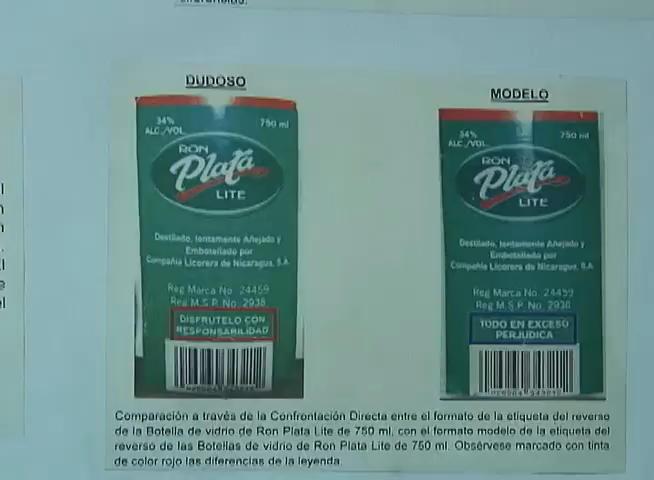 DUDOSO
34%
ALC./VOL.
750 ml
RON
Plata
LITE
Destilado, lentamente Añejado y
Embotellado por
Compañia Licorera de Nicaragua, S.A.
Reg Marca No. 24459
Reg M.S.P. No. 2938
DISFRUTELO CON
RESPONSABILIDAD
MODELO
34%
ALC./VOL.
750 ml
RON
Plata
LITE
Destilado, lentamente Añejado y
Embotellado por
Compañia Licorera de Nicaragua, S.A.
Reg Marca No. 24459
Reg M.S.P. No. 2938
TODO EN EXCESO
PERJUDICA
Comparación a través de la Confrontación Directa entre el formato de la etiqueta del reverso
de la Botella de vidrio de Ron Plata Lite de 750 ml, con el formato modelo de la etiqueta del
reverso de las Botellas de vidrio de Ron Plata Lite de 750 ml. Obsérvese marcado con tinta
de color rojo las diferencias de la leyenda.